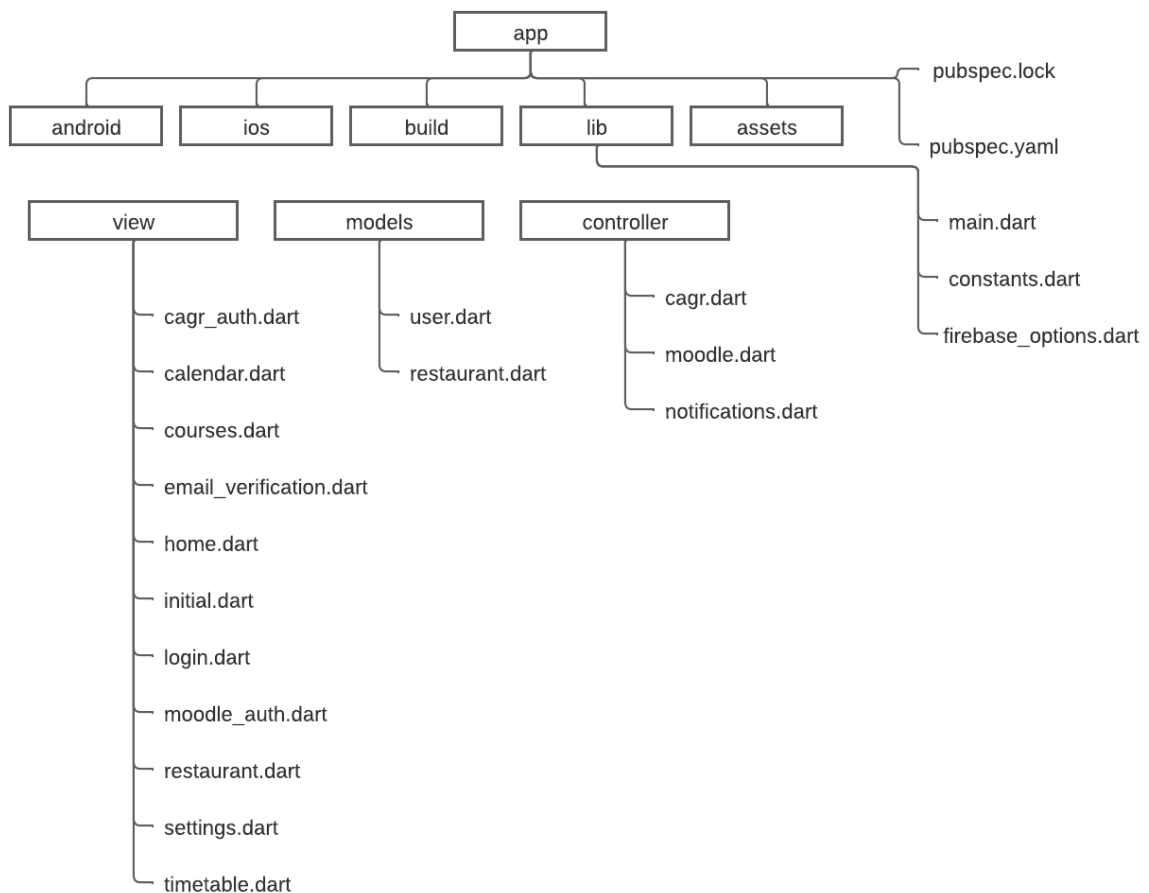 app
pubspec.lock
android
ios
build
lib
assets
pubspec.yaml
view
models
controller
main.dart
constants.dart
firebase_options.dart
cagr_auth.dart
calendar.dart
courses.dart
email_verification.dart
home.dart
initial.dart
login.dart
moodle_auth.dart
restaurant.dart
settings.dart
timetable.dart
user.dart
restaurant.dart
cagr.dart
moodle.dart
notifications.dart